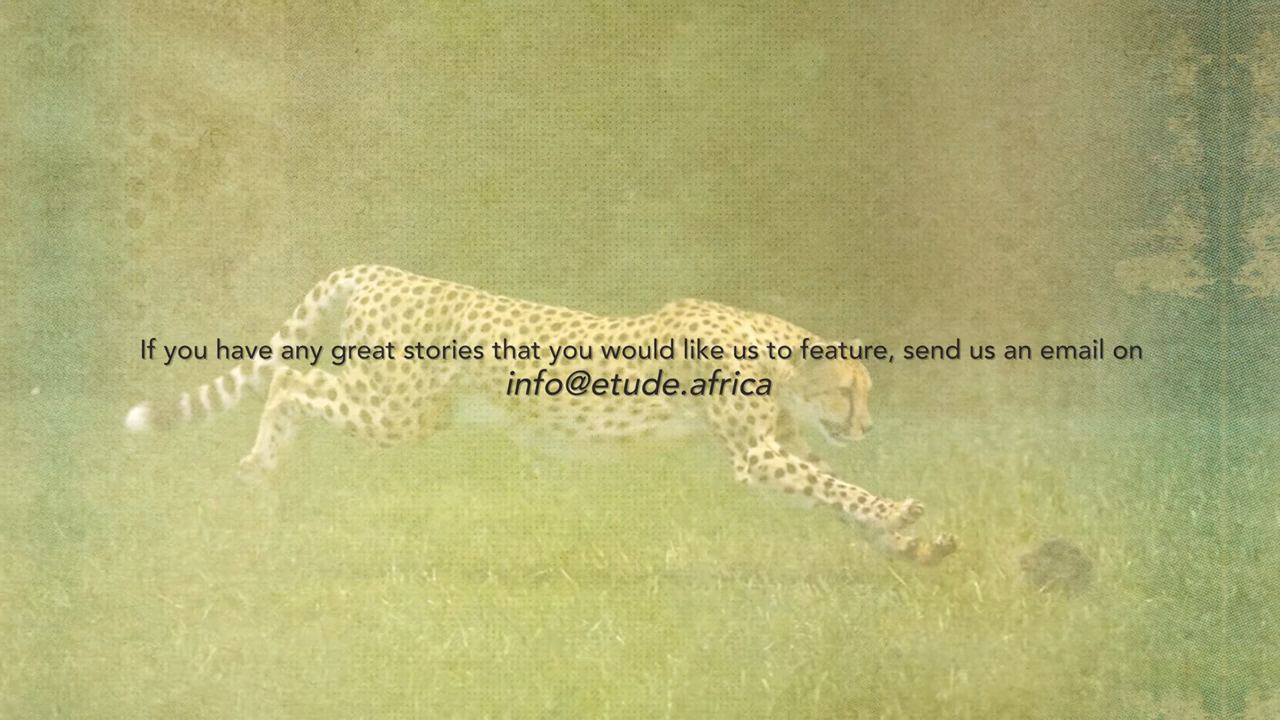 If you have any great stories that you would like us to feature, send us an email on
info@etude.africa